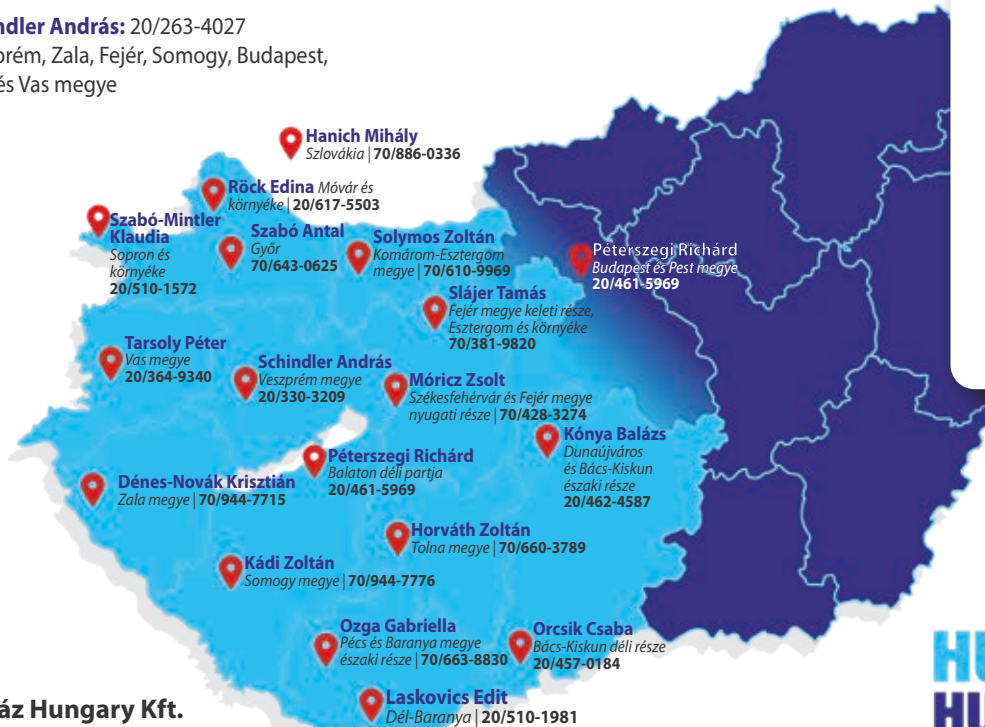 ndler András: 20/263-4027
prém, Zala, Fejér, Somogy, Budapest,
és Vas megye
Hanich Mihály
Szlovákia | 70/886-0336
Röck Edina Móvár és
környéke | 20/617-5503
Szabó-Mintler
Klaudia
Sopron és
környéke
20/510-1572
Szabó Antal
Győr
70/643-0625
Solymos Zoltán
Komárom-Esztergom
megye | 70/610-9969
Péterszegi Richárd
Budapest és Pest megye
20/461-5969
Slájer Tamás
Fejér megye keleti része,
Esztergom és környéke
70/381-9820
Tarsoly Péter
Vas megye
20/364-9340
Schindler András
Veszprém megye
20/330-3209
Móricz Zsolt
Székesfehérvár és Fejér megye
nyugati része | 70/428-3274
Kónya Balázs
Dunaújváros
és Bács-Kiskun
északi része
20/462-4587
Péterszegi Richárd
Balaton déli partja
20/461-5969
Dénes-Novák Krisztián
Zala megye | 70/944-7715
Horváth Zoltán
Tolna megye | 70/660-3789
Kádi Zoltán
Somogy megye | 70/944-7776
Ozga Gabriella
Pécs és Baranya megye
északi része | 70/663-8830
Orcsik Csaba
Bács-Kiskun déli része
20/457-0184
Laskovics Edit
Dél-Baranya | 20/510-1981
áz Hungary Kft.
HU
HU